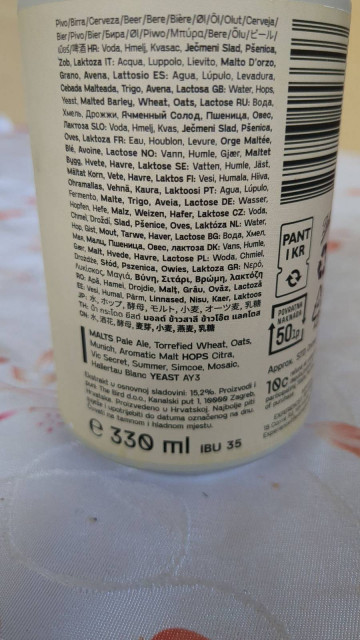 Pivo/Birra/Cerveza/Beer/Bere/Bière/Øl/Öl/Olut/Cerveja/
Bar/Pivo/Bier/Бира/Øl/Piwo/Μπύρα/Bere/Õlu/ビール/
HR: Voda, Hmelj, Kvasac, Ječmeni Slad, Pšenica,
Zob, Laktoza IT: Acqua, Luppolo, Lievito, Malto D'orzo,
Grano, Avena, Lattosio ES: Agua, Lúpulo, Levadura,
Cebada Malteada, Trigo, Avena, Lactosa GB: Water, Hops,
Yeast, Malted Barley, Wheat, Oats, Lactose RU: Вода,
Хмель, Дрожжи, Ячменный Солод, Пшеница, Овес,
Лактоза SLO: Voda, Hmelj, Kvas, Ječmeni Slad, Pšenica,
Oves, Laktoza FR: Eau, Houblon, Levure, Orge Maltée,
Blé, Avoine, Lactose NO: Vann, Humle, Gjær, Maltet
Bygg, Hvete, Havre, Laktose SE: Vatten, Humle, Jäst,
Mältat Korn, Vete, Havre, Laktos FI: Vesi, Humala, Hiiva,
Ohramallas, Vehnä, Kaura, Laktoosi PT: Agua, Lúpulo,
Fermento, Malte, Trigo, Aveia, Lactose DE: Wasser,
Hopfen, Hefe, Malz, Weizen, Hafer, Laktose CZ: Voda,
Chmel, Droždí, Slad, Pšenice, Oves, Laktóza NL: Water,
Hop, Gist, Mout, Tarwe, Haver, Lactose BG: Вода, Хмел,
Мая, Малц, Пшеница, Овес, лактоза DK: Vann, Humle,
Gær, Malt, Hvede, Havre, Lactose PL: Woda, Chmiel,
Drożdże, Słód, Pszenica, Owies, Laktoza GR: Νερό,
Λυκίσκος, Μαγιά, Βύνη, Σιτάρι, Βρώμη, λακτόζη
RO: Apă, Hamei, Drojdie, Malț, Grâu, Ovăz, Lactoză
EE: Vesi, Humal, Pärm, Linnased, Nisu, Kaer, Laktoos
JP: 水, ホップ, 酵母, モルト, 小麦, オーツ麦, 乳糖
TH:
CN: 水, 酒花, 酵母, 麦芽, 小麦, 燕麦, 乳糖
MALTS Pale Ale, Torrefied Wheat, Oats,
Munich, Aromatic Malt HOPS Citra,
Vic Secret, Summer, Simcoe, Mosaic,
Hallertau Blanc YEAST AY3
Ekstrakt u osnovnoj sladovini: 15,2%. Proizvodi i
puni: The Bird d.o.o., Kanalski put 1, 10000 Zagreb,
Hrvatska. Proizvedeno u Hrvatskoj. Najbolje piti
i upotrijebiti do datuma označenog na dnu.
Čuvati na tamnom i hladnom mjestu.
e 330 ml IBU 35
PANT
1 KR
POVRATNA
NAKNADA
50
Approx.
10c